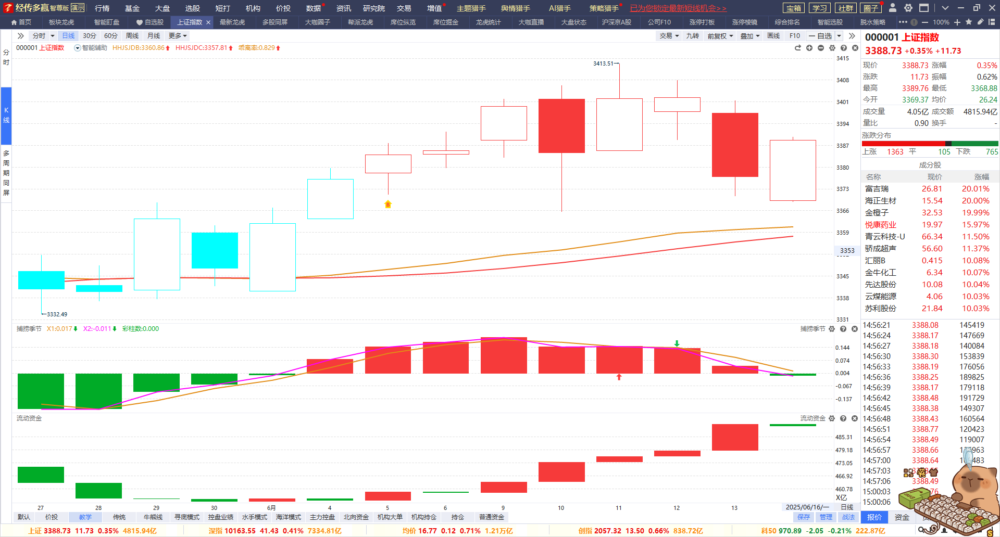 经传多赢 智尊版 演示 行情 基金 大盘 选股 短打 机构 价投 数据 资讯 研究院 交易 增值 主题猎手 舆情猎手 AI猎手 策略猎手 已为您锁定最新短线机会>> 宝箱 学习 社群 圈子
首页 板块龙虎 智能盯盘 自选股 上证指数 最新龙虎 多股同屏 大咖圈子 帮派龙虎 席位纵览 席位掘金 龙虎统计 大咖直播 大盘状态 沪深京A股 公司F10 涨停打板 涨停棱镜 综合排名 智能选股 脱水策略 100%
分时 日线 30分 60分 周线 月线 更多 交易 九转 前复权 叠加 画线 F10 自选
000001 上证指数 智能辅助 HHJSJDB:3360.86 HHJSJDC:3357.81 乖离率:0.829
分时
K线
多周期同屏
3415
3413.51
3408
3401
3394
3387
3380
3373
B
3366
3359
3353
3345
3338
3332.49
3331
捕捞季节 X1:0.017 X2:-0.011 彩柱数:0.000 捕捞季节
0.144
0.074
0.004
-0.067
-0.137
流动资金 流动资金
485.31
479.18
473.05
466.92
460.78
X亿
27 28 29 30 6月 4 5 6 9 10 11 12 13 2025/06/16/一 日线
默认 价投 教学 传统 牛能线 寻底模式 控盘业绩 水手模式 海洋模式 主力控盘 北向资金 机构大单 机构持仓 持仓 普通资金 保存 管理 战法
000001 上证指数
3388.73 +0.35% +11.73
现价 3388.73 涨幅 0.35%
涨跌 11.73 振幅 0.62%
最高 3389.76 最低 3368.88
今开 3369.37 均价 26.24
成交量 4.05亿 成交额 4815.94亿
量比 0.90 换手 -
涨跌分布
上涨 1363 平 105 下跌 765
成分股
名称 现价 涨幅
富吉瑞 26.81 20.01%
海正生材 15.54 20.00%
金橙子 32.53 19.99%
悦康药业 19.97 15.97%
青云科技-U 66.34 11.50%
骄成超声 56.60 11.37%
汇丽B 0.415 10.08%
金牛化工 6.34 10.07%
先达股份 10.08 10.04%
云煤能源 4.06 10.03%
苏利股份 21.84 10.03%
14:56:21 3388.08 145419
14:56:24 3388.17 147669
14:56:27 3388.18 140084
14:56:30 3388.30 153839
14:56:33 3388.19 176056
14:56:36 3388.25 189825
14:56:39 3388.17 179118
14:56:42 3388.48 191729
14:56:45 3388.38 149307
14:56:48 3388.43 160564
14:56:51 3388.77 120423
14:56:54 3388.49 119007
14:56:57 3388.66
14:57:00 3388.64
14:57:03
14:57:06 3388.49
15:00:03
15:00:06
报价 资金
上证 3388.73 11.73 0.35% 4815.94亿 深指 10163.55 41.43 0.41% 7334.81亿 均价 16.77 0.12 0.71% 1.21万亿 创指 2057.32 13.50 0.66% 838.72亿 科50 970.89 -2.05 -0.21% 222.87亿